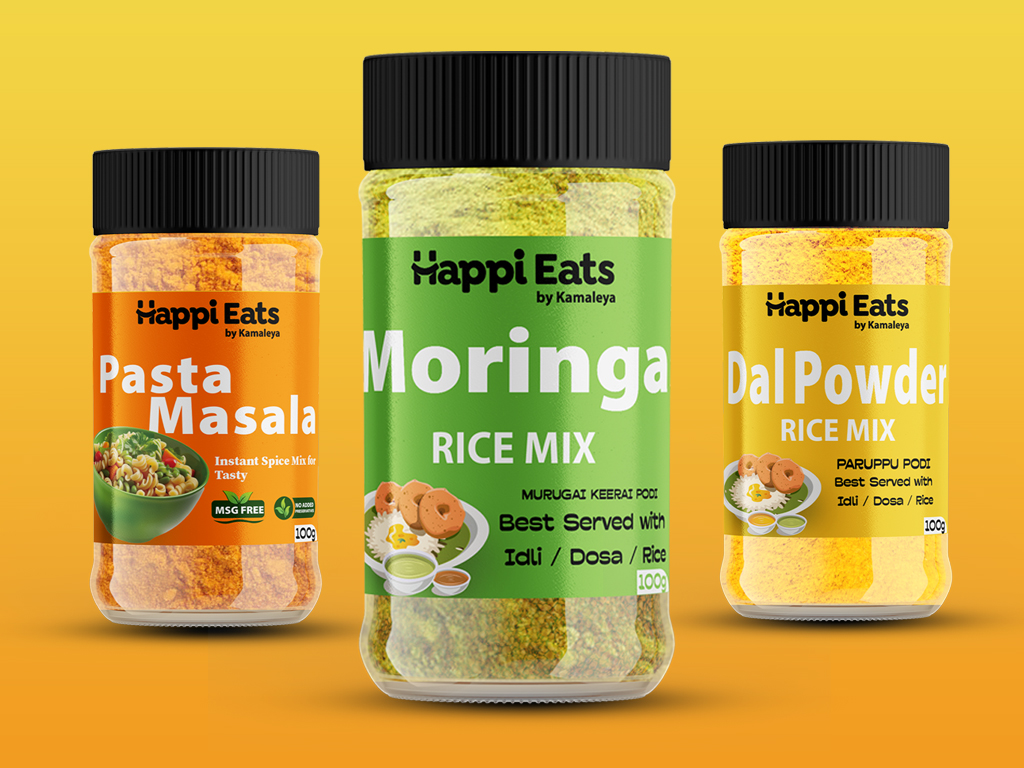 Happi Eats
by Kamaleya
Pasta
Masala
Instant Spice Mix for
Tasty
MSG FREE
NO ADDED
PRESERVATIVES
100g
Happi Eats
by Kamaleya
Moringa
RICE MIX
MURUGAI KEERAI PODI
Best Served with
Idli / Dosa / Rice
100g
Happi Eats
by Kamaleya
Dal Powder
RICE MIX
PARUPPU PODI
Best Served with
Idli / Dosa / Rice
100g